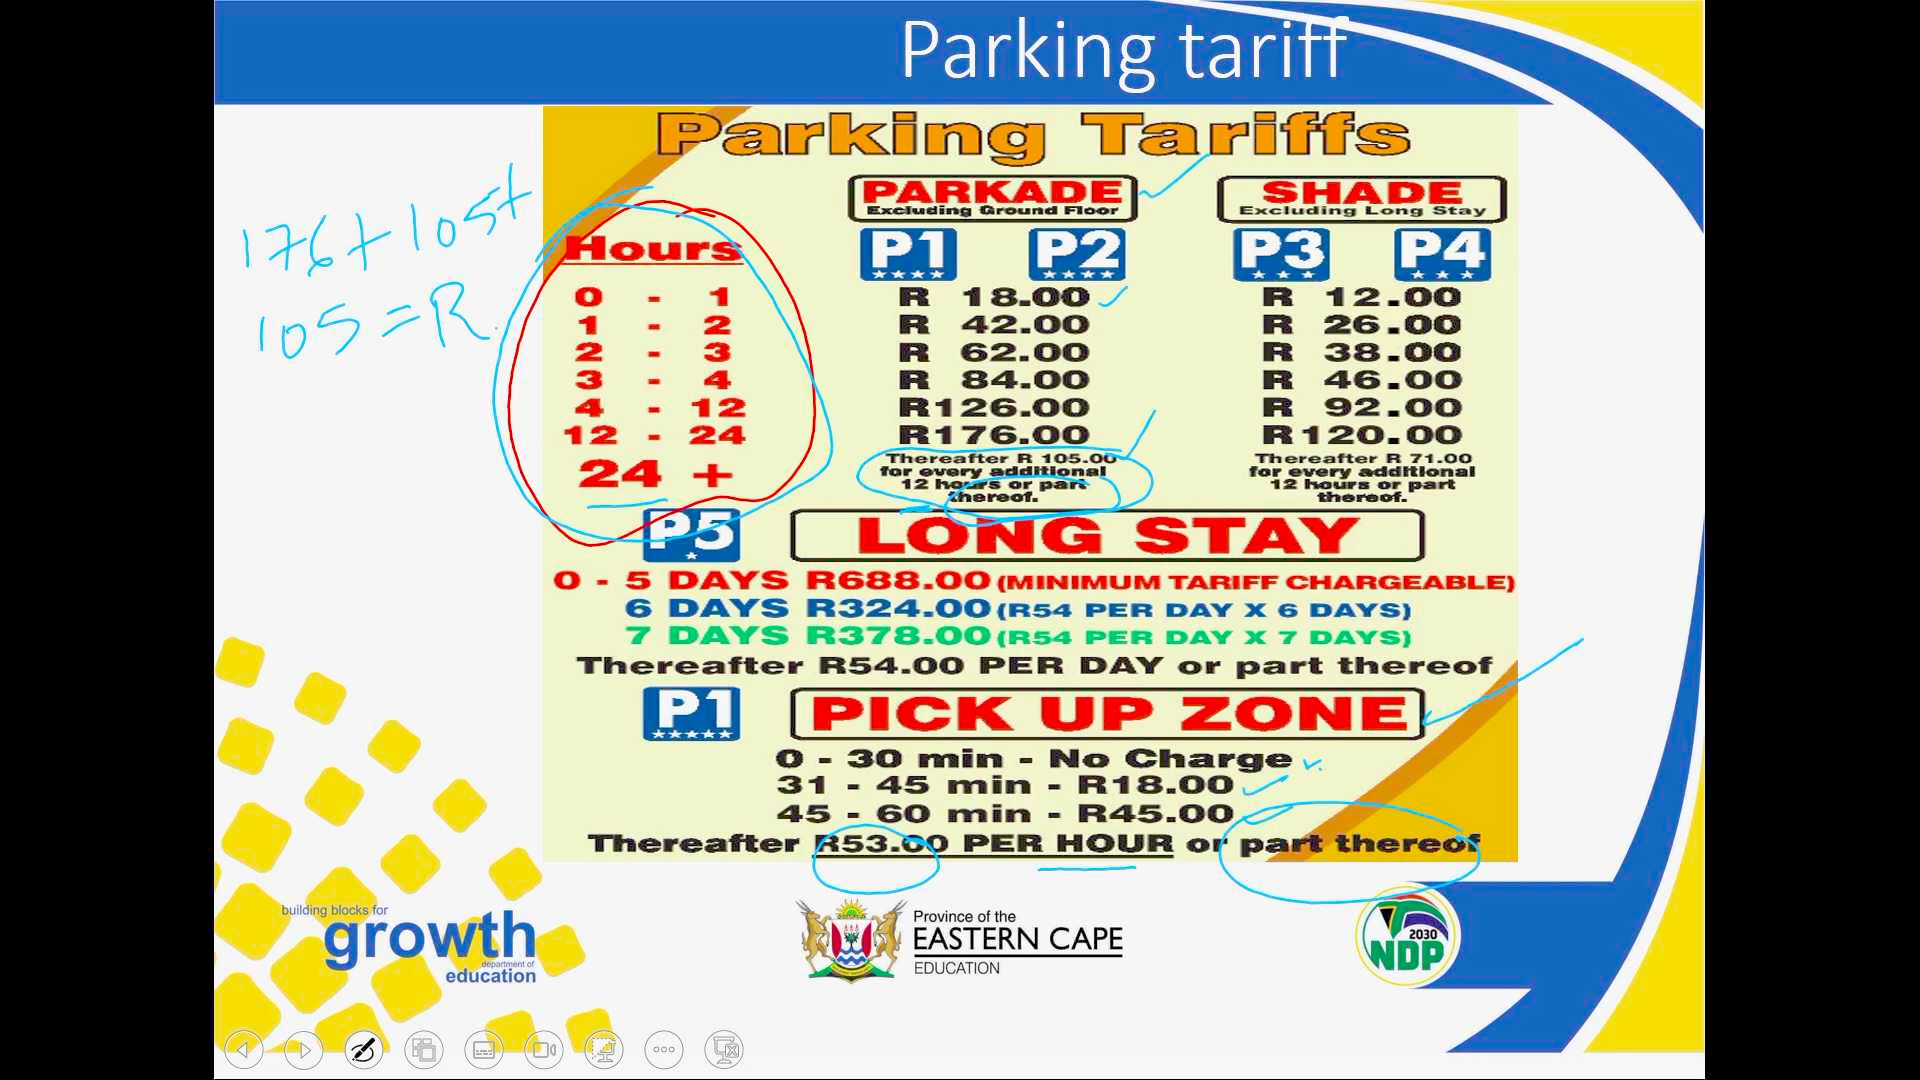 Parking tariff
Parking Tariffs
PARKADE
Excluding Ground Floor
SHADE
Excluding Long Stay
176+105+
105=R
Hours
P1 P2 P3 P4
0 - 1 R 18.00 R 12.00
1 - 2 R 42.00 R 26.00
2 - 3 R 62.00 R 38.00
3 - 4 R 84.00 R 46.00
4 - 12 R126.00 R 92.00
12 - 24 R176.00 R120.00
24 +
Thereafter R 105.00
for every additional
12 hours or part
thereof.
Thereafter R 71.00
for every additional
12 hours or part
thereof.
P5 LONG STAY
0 - 5 DAYS R688.00 (MINIMUM TARIFF CHARGEABLE)
6 DAYS R324.00 (R54 PER DAY X 6 DAYS)
7 DAYS R378.00 (R54 PER DAY X 7 DAYS)
Thereafter R54.00 PER DAY or part thereof
P1 PICK UP ZONE
0 - 30 min - No Charge
31 - 45 min - R18.00
45 - 60 min - R45.00
Thereafter R53.00 PER HOUR or part thereof
building blocks for
growth
department of
education
Province of the
EASTERN CAPE
EDUCATION
2030
NDP